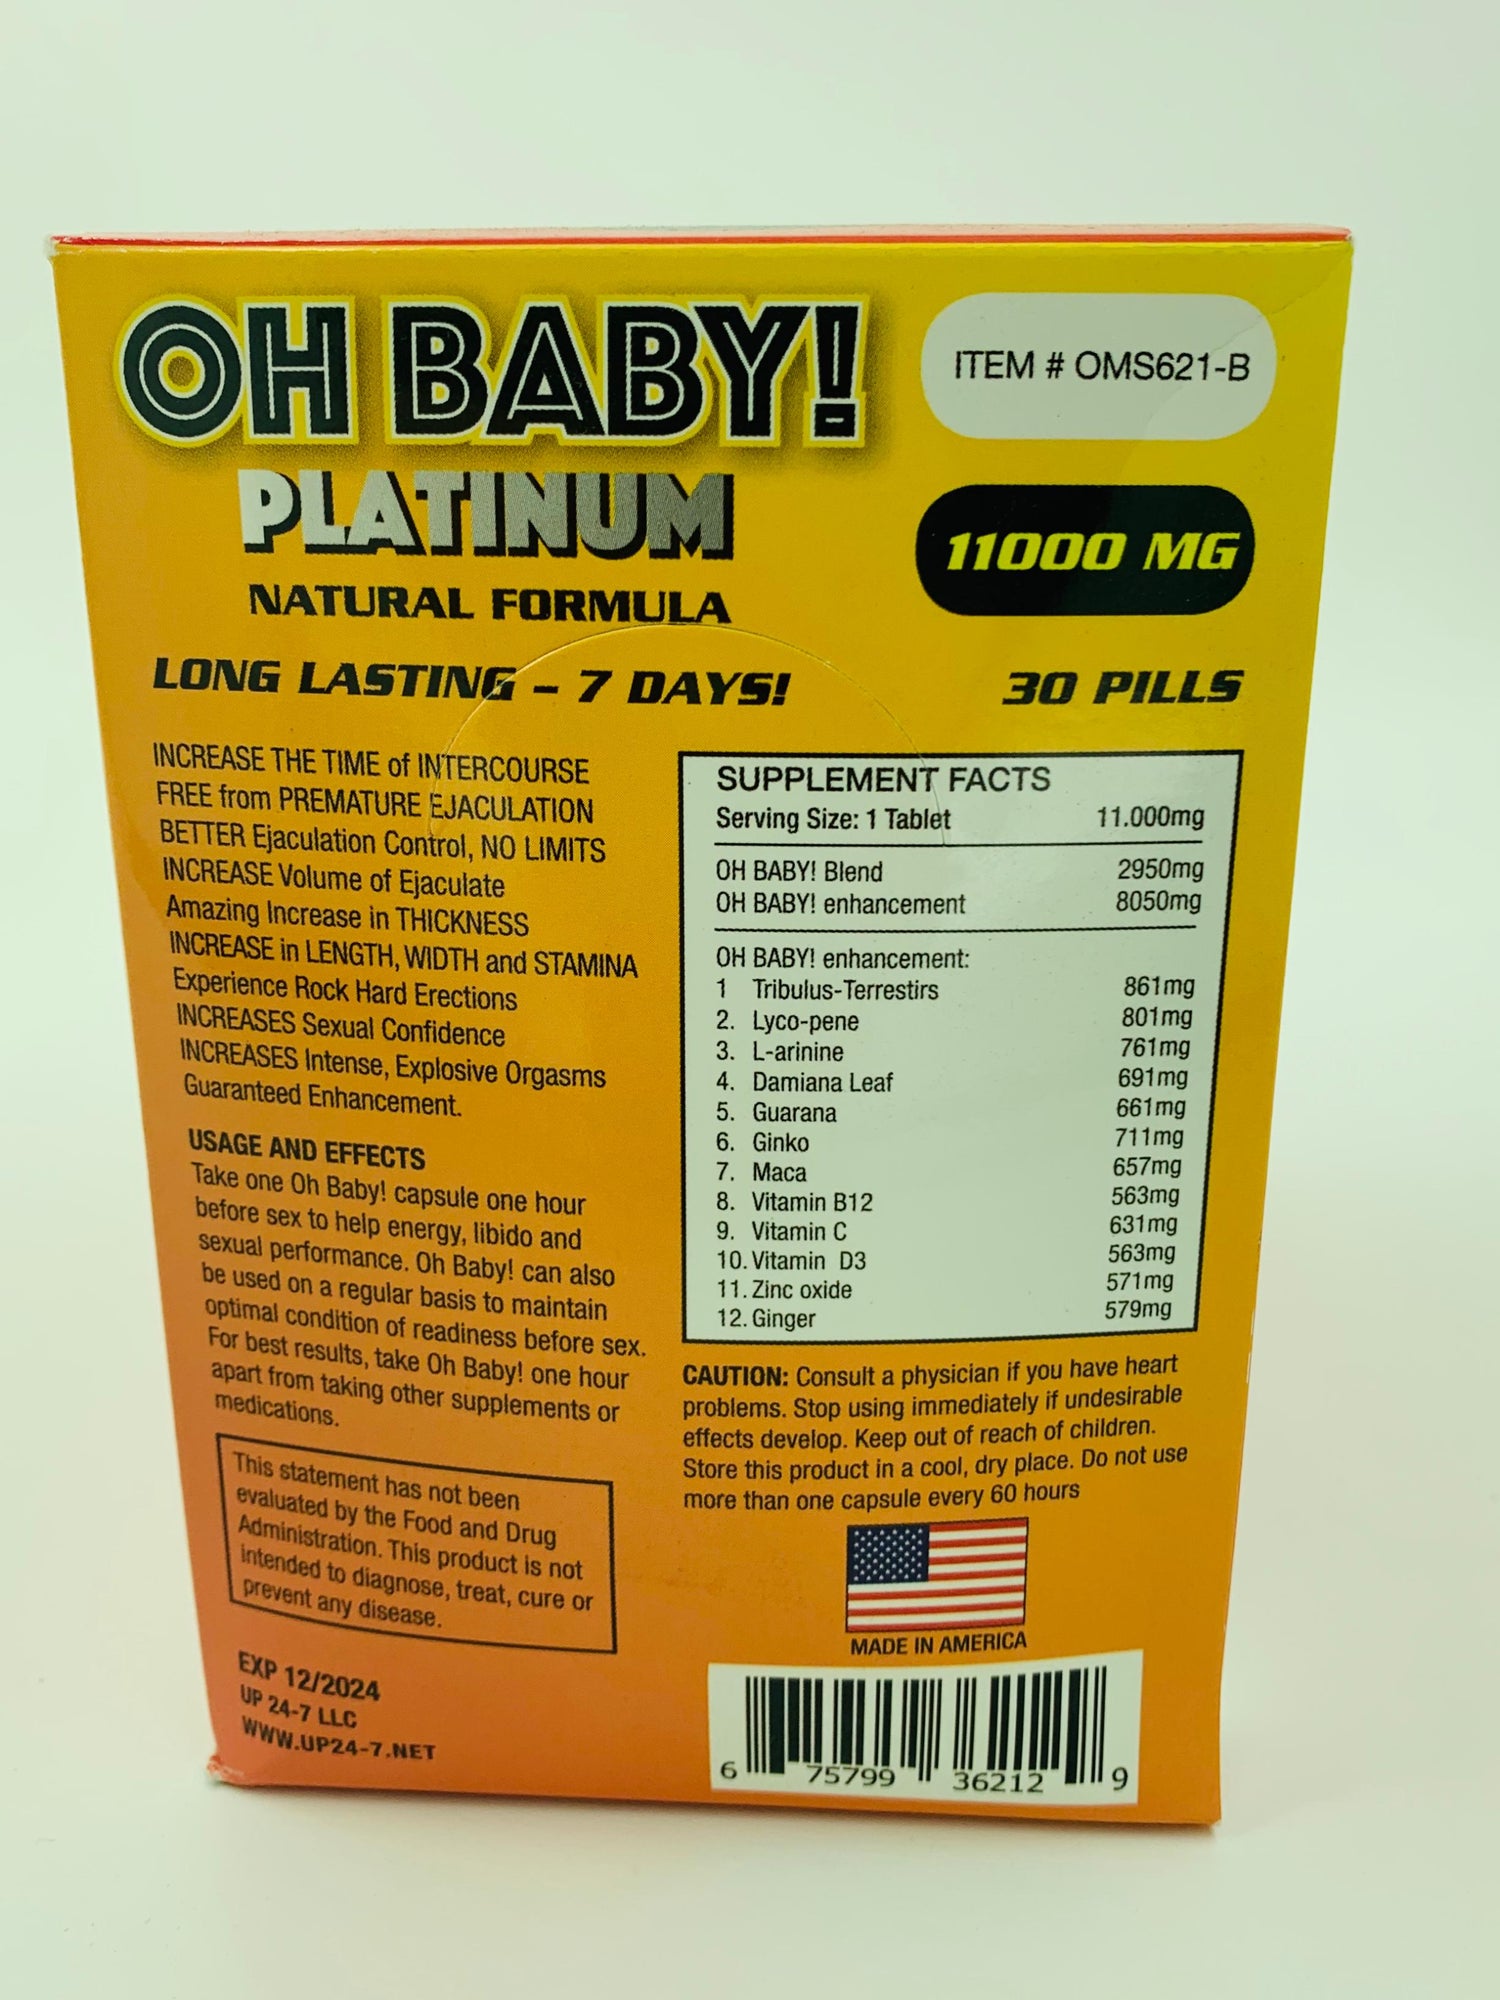 OH BABY!
ITEM # OMS621-B
PLATINUM
11000 MG
NATURAL FORMULA
LONG LASTING - 7 DAYS!
30 PILLS
INCREASE THE TIME of INTERCOURSE
FREE from PREMATURE EJACULATION
BETTER Ejaculation Control, NO LIMITS
INCREASE Volume of Ejaculate
Amazing Increase in THICKNESS
INCREASE in LENGTH, WIDTH and STAMINA
Experience Rock Hard Erections
INCREASES Sexual Confidence
INCREASES Intense, Explosive Orgasms
Guaranteed Enhancement.
USAGE AND EFFECTS
Take one Oh Baby! capsule one hour
before sex to help energy, libido and
sexual performance. Oh Baby! can also
be used on a regular basis to maintain
optimal condition of readiness before sex.
For best results, take Oh Baby! one hour
apart from taking other supplements or
medications.
This statement has not been
evaluated by the Food and Drug
Administration. This product is not
intended to diagnose, treat, cure or
prevent any disease.
EXP 12/2024
UP 24-7 LLC
WWW.UP24-7.NET
SUPPLEMENT FACTS
Serving Size: 1 Tablet 11.000mg
OH BABY! Blend 2950mg
OH BABY! enhancement 8050mg
OH BABY! enhancement:
1 Tribulus-Terrestirs 861mg
2. Lyco-pene 801mg
3. L-arinine 761mg
4. Damiana Leaf 691mg
5. Guarana 661mg
6. Ginko 711mg
7. Maca 657mg
8. Vitamin B12 563mg
9. Vitamin C 631mg
10. Vitamin D3 563mg
11. Zinc oxide 571mg
12. Ginger 579mg
CAUTION: Consult a physician if you have heart
problems. Stop using immediately if undesirable
effects develop. Keep out of reach of children.
Store this product in a cool, dry place. Do not use
more than one capsule every 60 hours
MADE IN AMERICA
6 75799 36212 9